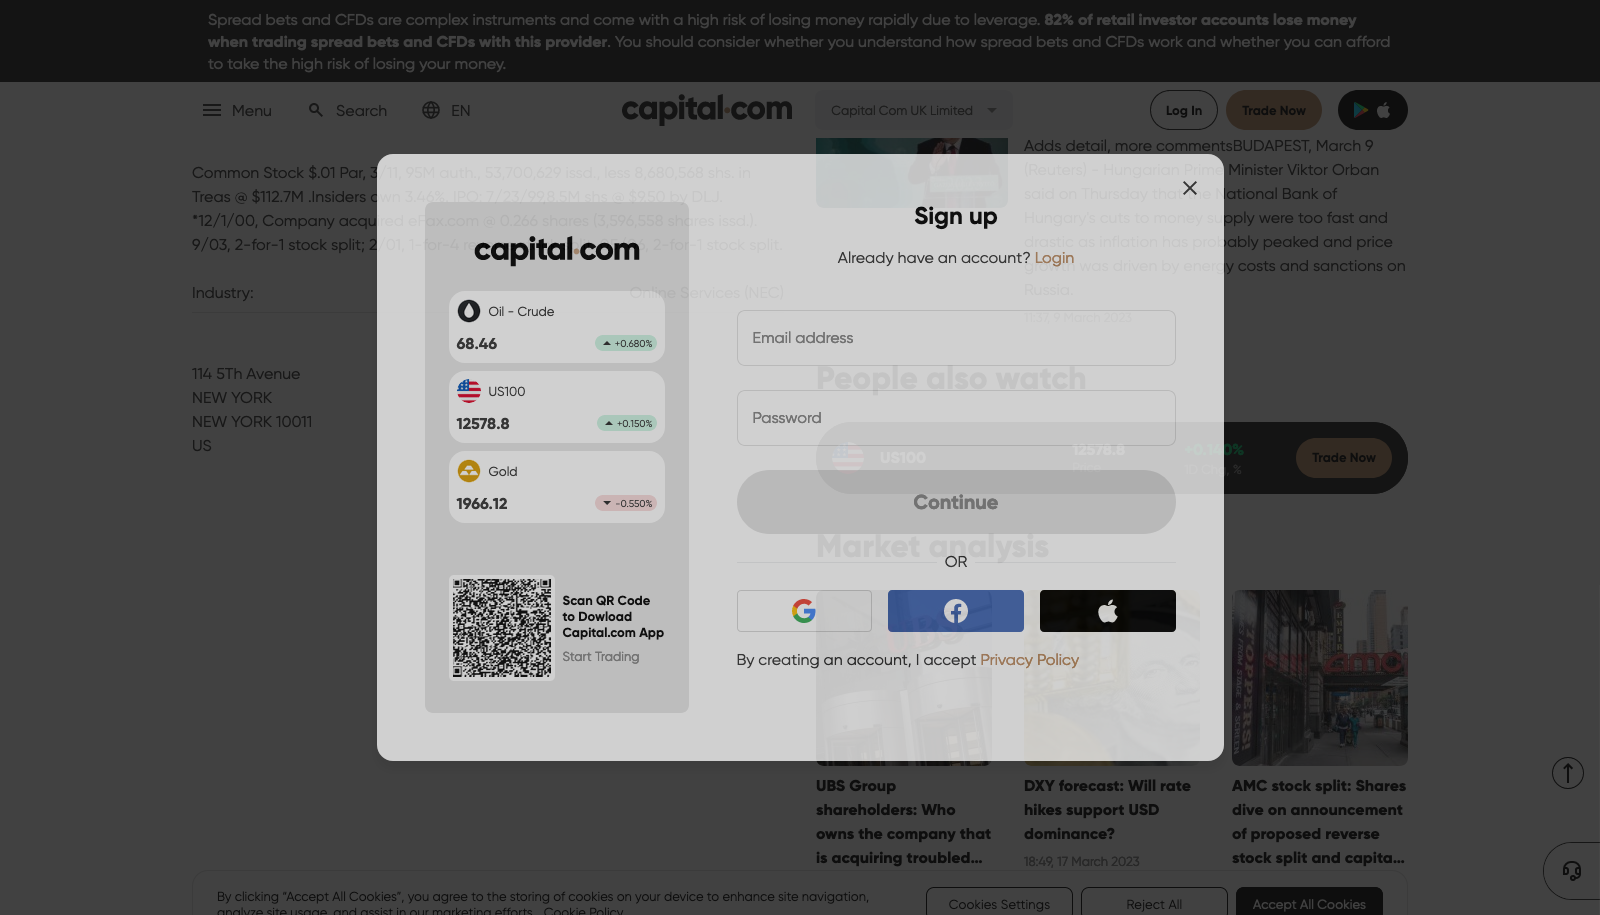 Spread bets and CFDs are complex instruments and come with a high risk of losing money rapidly due to leverage. 82% of retail investor accounts lose money
when trading spread bets and CFDs with this provider. You should consider whether you understand how spread bets and CFDs work and whether you can afford
to take the high risk of losing your money.
Menu
Search
EN
capital.com
Capital Com UK Limited
Log In
Trade Now
Common Stock $.01 Par, 3/11, 95M auth., 53,700,629 issd., less 8,680,568 shs. in
Treas @ $112.7M .Insiders own 3.46%. IPO: 7/23/99,8.5M shs. @ $9.50 by DLJ.
*12/1/00, Company acquired eFax.com @ 0.266 shares (3,596,558 shares issd.).
9/03, 2-for-1 stock split; 2/01, 1-for-4 2-for-1 stock split.
Industry:
Online Services (NEC)
114 5Th Avenue
NEW YORK
NEW YORK 10011
US
Adds detail, more commentsBUDAPEST, March 9
(Reuters) - Hungarian Prime Minister Viktor Orban
said on Thursday that the National Bank of
Hungary's cuts to money supply were too fast and
drastic as inflation has probably peaked and price
growth was driven by energy costs and sanctions on
Russia.
11:37, 9 March 2023
capital.com
Oil - Crude
68.46
+0.680%
US100
12578.8
+0.150%
Gold
1966.12
-0.550%
Scan QR Code
to Dowload
Capital.com App
Start Trading
Sign up
Already have an account? Login
Email address
Password
Continue
OR
By creating an account, I accept Privacy Policy
People also watch
US100
12578.8
Trade Now
Market analysis
UBS Group
shareholders: Who
owns the company that
is acquiring troubled...
DXY forecast: Will rate
hikes support USD
dominance?
18:49, 17 March 2023
AMC stock split: Shares
dive on announcement
of proposed reverse
stock split and capita...
By clicking “Accept All Cookies”, you agree to the storing of cookies on your device to enhance site navigation,
analyze site usage, and assist in our marketing efforts. Cookie Policy
Cookies Settings
Reject All
Accept All Cookies